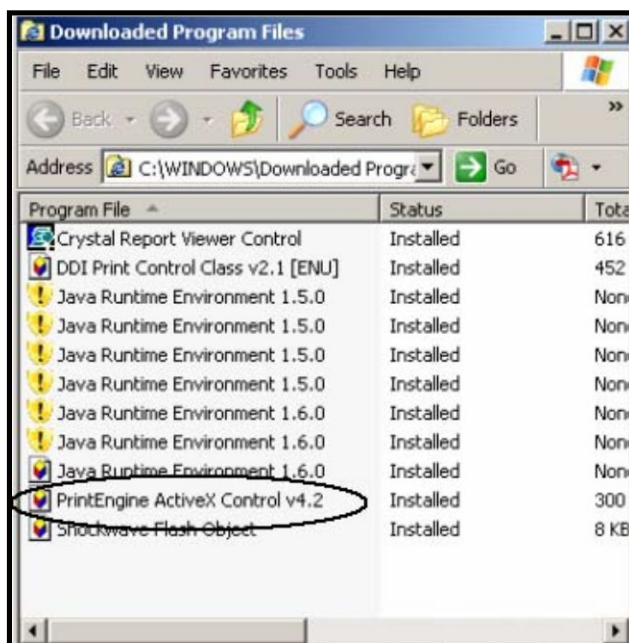 Downloaded Program Files
File Edit View Favorites Tools Help
Back Search Folders »
Address C:\WINDOWS\Downloaded Progra Go
Program File Status Tota
Crystal Report Viewer Control Installed 616
DDI Print Control Class v2.1 [ENU] Installed 452
Java Runtime Environment 1.5.0 Installed Non
Java Runtime Environment 1.5.0 Installed Non
Java Runtime Environment 1.5.0 Installed Non
Java Runtime Environment 1.5.0 Installed Non
Java Runtime Environment 1.6.0 Installed Non
Java Runtime Environment 1.6.0 Installed Non
Java Runtime Environment 1.6.0 Installed Non
PrintEngine ActiveX Control v4.2 Installed 300
Shockwave Flash Object Installed 8 KB